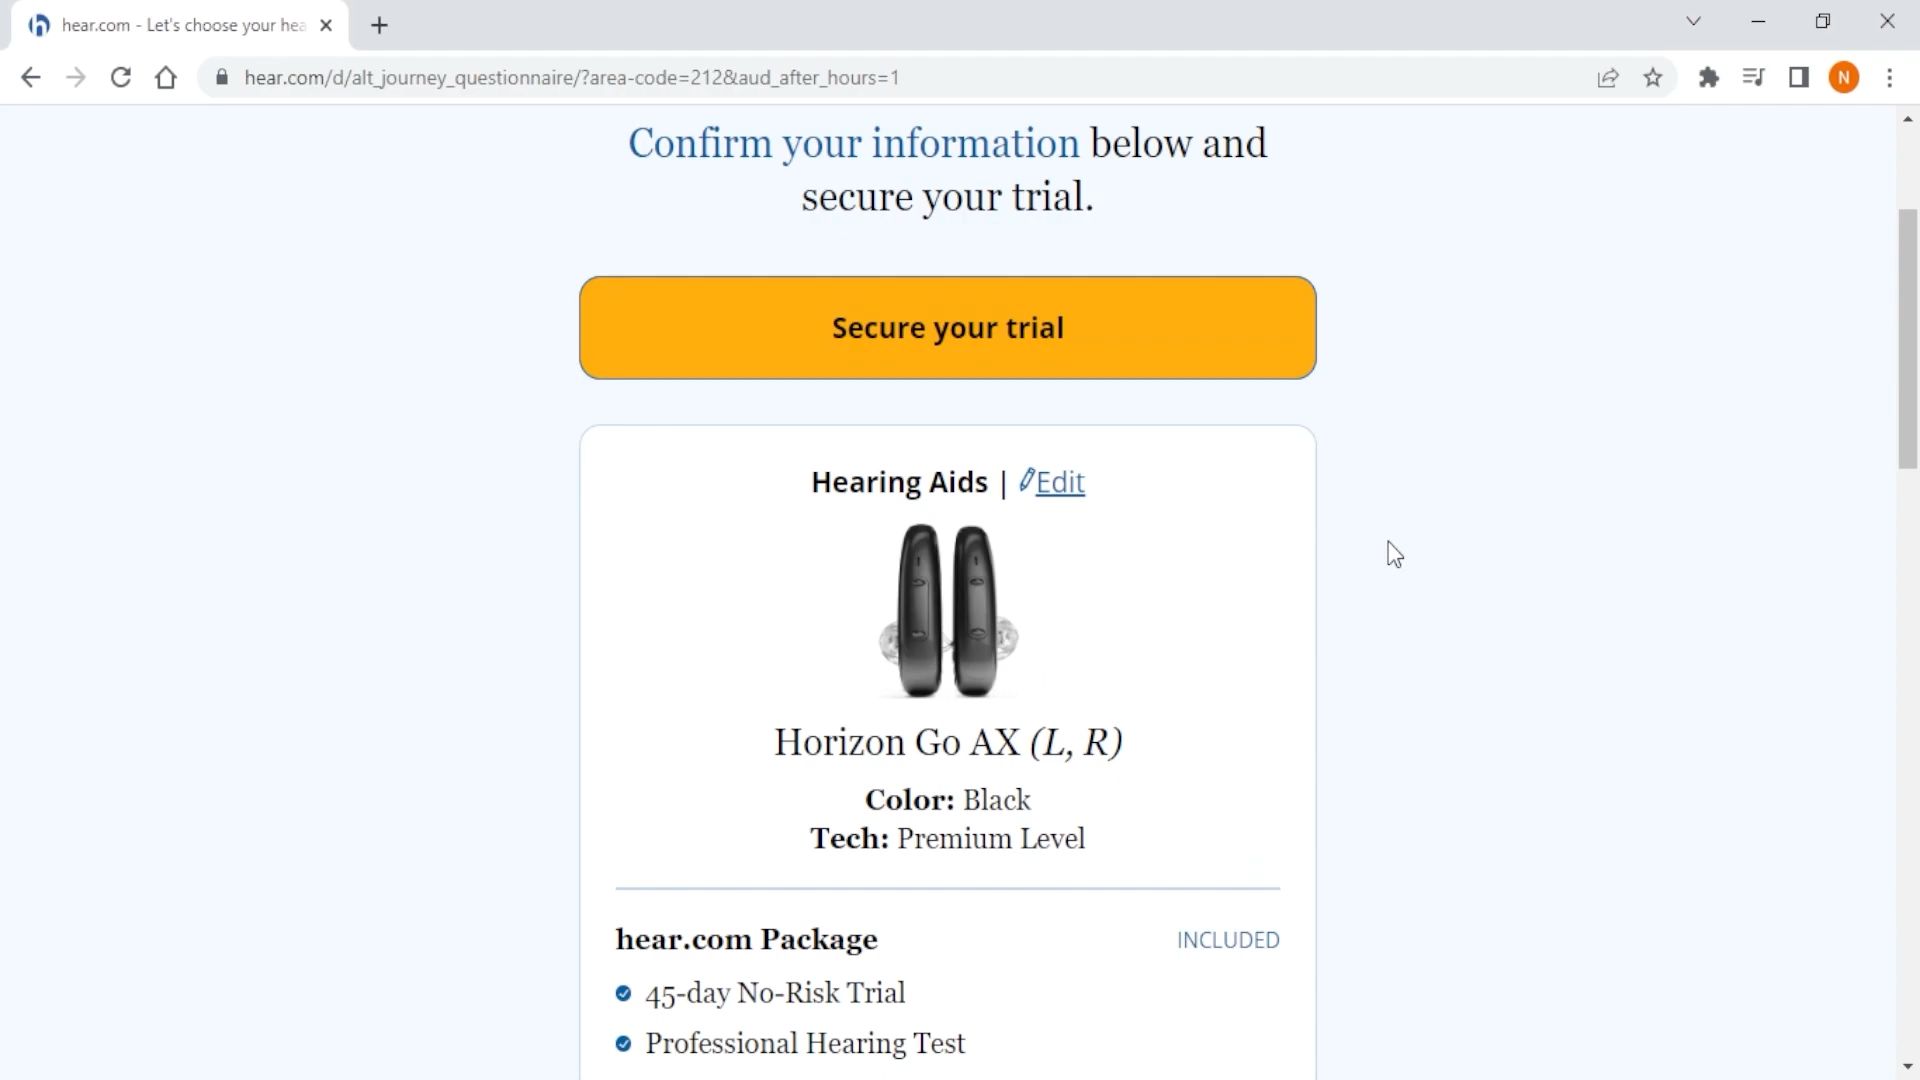 hear.com - Let's choose your hea
hear.com/d/alt_journey_questionnaire/?area-code=212&aud_after_hours=1
N
Confirm your information below and
secure your trial.
Secure your trial
Hearing Aids | Edit
Horizon Go AX (L, R)
Color: Black
Tech: Premium Level
hear.com Package INCLUDED
45-day No-Risk Trial
Professional Hearing Test